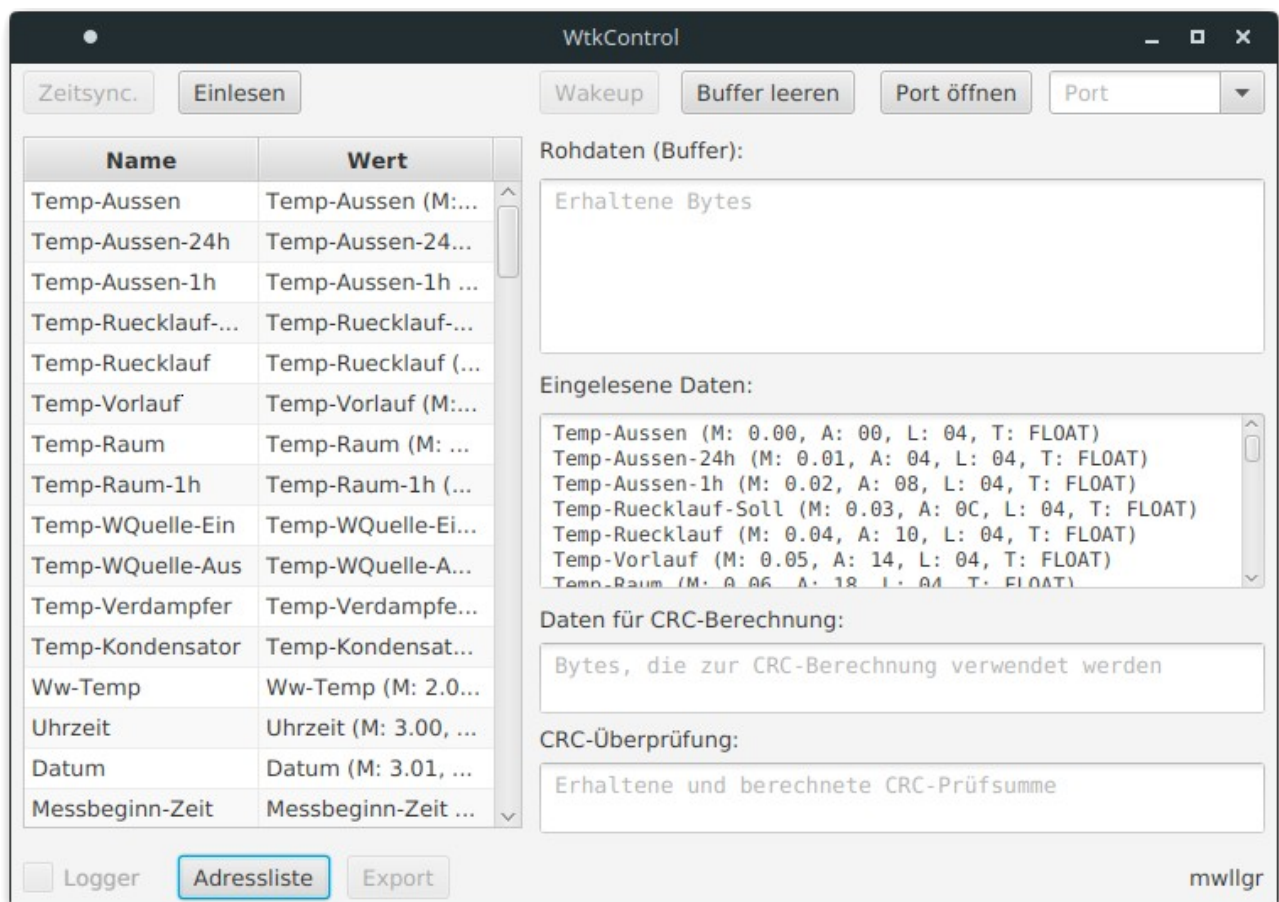 WtkControl
Zeitsync. Einlesen Wakeup Buffer leeren Port öffnen Port
Name Wert
Temp-Aussen Temp-Aussen (M:...
Temp-Aussen-24h Temp-Aussen-24...
Temp-Aussen-1h Temp-Aussen-1h ...
Temp-Ruecklauf-... Temp-Ruecklauf-...
Temp-Ruecklauf Temp-Ruecklauf (...
Temp-Vorlauf Temp-Vorlauf (M:...
Temp-Raum Temp-Raum (M: ...
Temp-Raum-1h Temp-Raum-1h (...
Temp-WQuelle-Ein Temp-WQuelle-Ei...
Temp-WQuelle-Aus Temp-WQuelle-A...
Temp-Verdampfer Temp-Verdampfe...
Temp-Kondensator Temp-Kondensat...
Ww-Temp Ww-Temp (M: 2.0...
Uhrzeit Uhrzeit (M: 3.00, ...
Datum Datum (M: 3.01, ...
Messbeginn-Zeit Messbeginn-Zeit ...
Rohdaten (Buffer):
Erhaltene Bytes
Eingelesene Daten:
Temp-Aussen (M: 0.00, A: 00, L: 04, T: FLOAT)
Temp-Aussen-24h (M: 0.01, A: 04, L: 04, T: FLOAT)
Temp-Aussen-1h (M: 0.02, A: 08, L: 04, T: FLOAT)
Temp-Ruecklauf-Soll (M: 0.03, A: 0C, L: 04, T: FLOAT)
Temp-Ruecklauf (M: 0.04, A: 10, L: 04, T: FLOAT)
Temp-Vorlauf (M: 0.05, A: 14, L: 04, T: FLOAT)
Temp-Raum (M: 0.06, A: 18, L: 04, T: FLOAT)
Daten für CRC-Berechnung:
Bytes, die zur CRC-Berechnung verwendet werden
CRC-Überprüfung:
Erhaltene und berechnete CRC-Prüfsumme
Logger Adressliste Export mwllgr